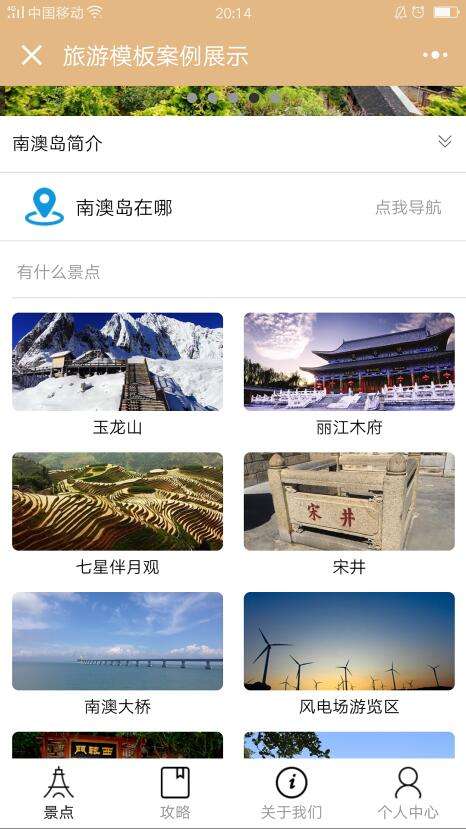 4G 中国移动 20:14
旅游模板案例展示
南澳岛简介
南澳岛在哪 点我导航
有什么景点
玉龙山 丽江木府
宋井
七星伴月观 宋井
南澳大桥 风电场游览区
景点 攻略 关于我们 个人中心